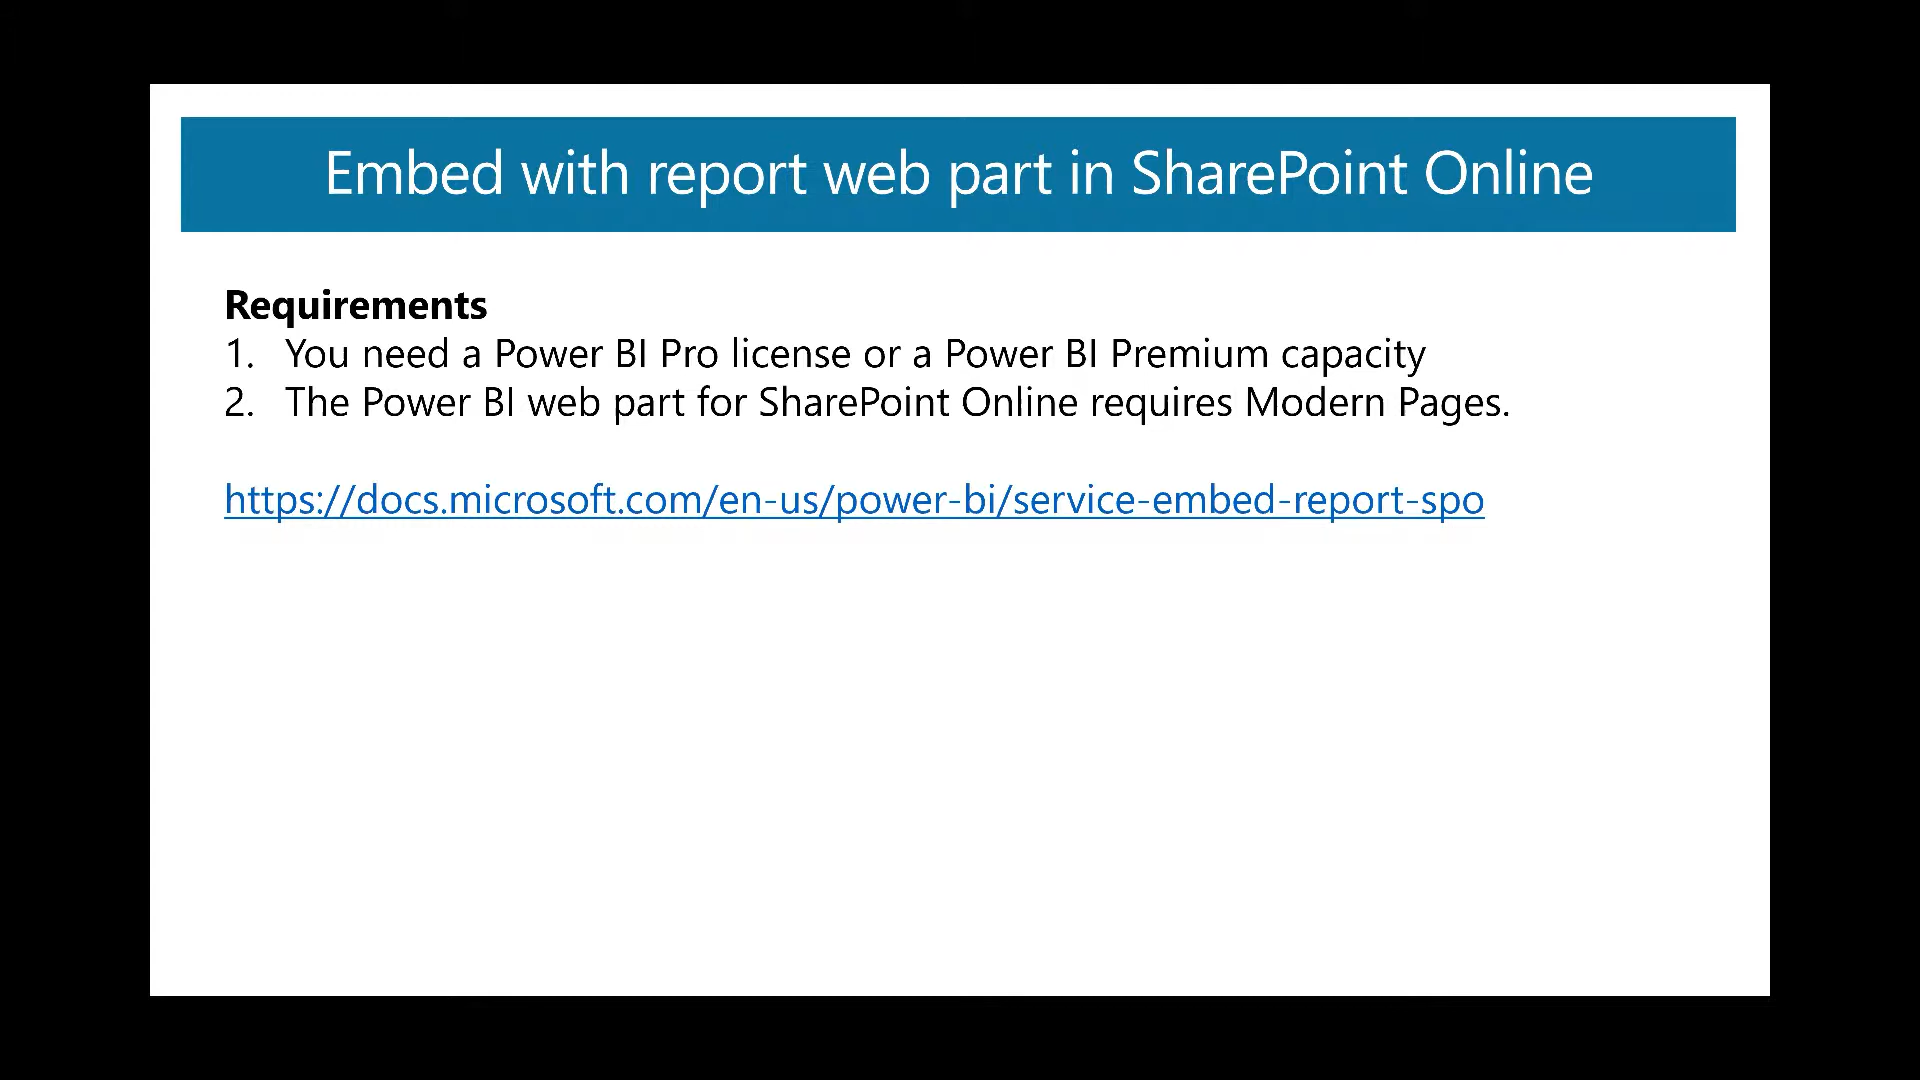 Embed with report web part in SharePoint Online
Requirements
1. You need a Power BI Pro license or a Power BI Premium capacity
2. The Power BI web part for SharePoint Online requires Modern Pages.
https://docs.microsoft.com/en-us/power-bi/service-embed-report-spo